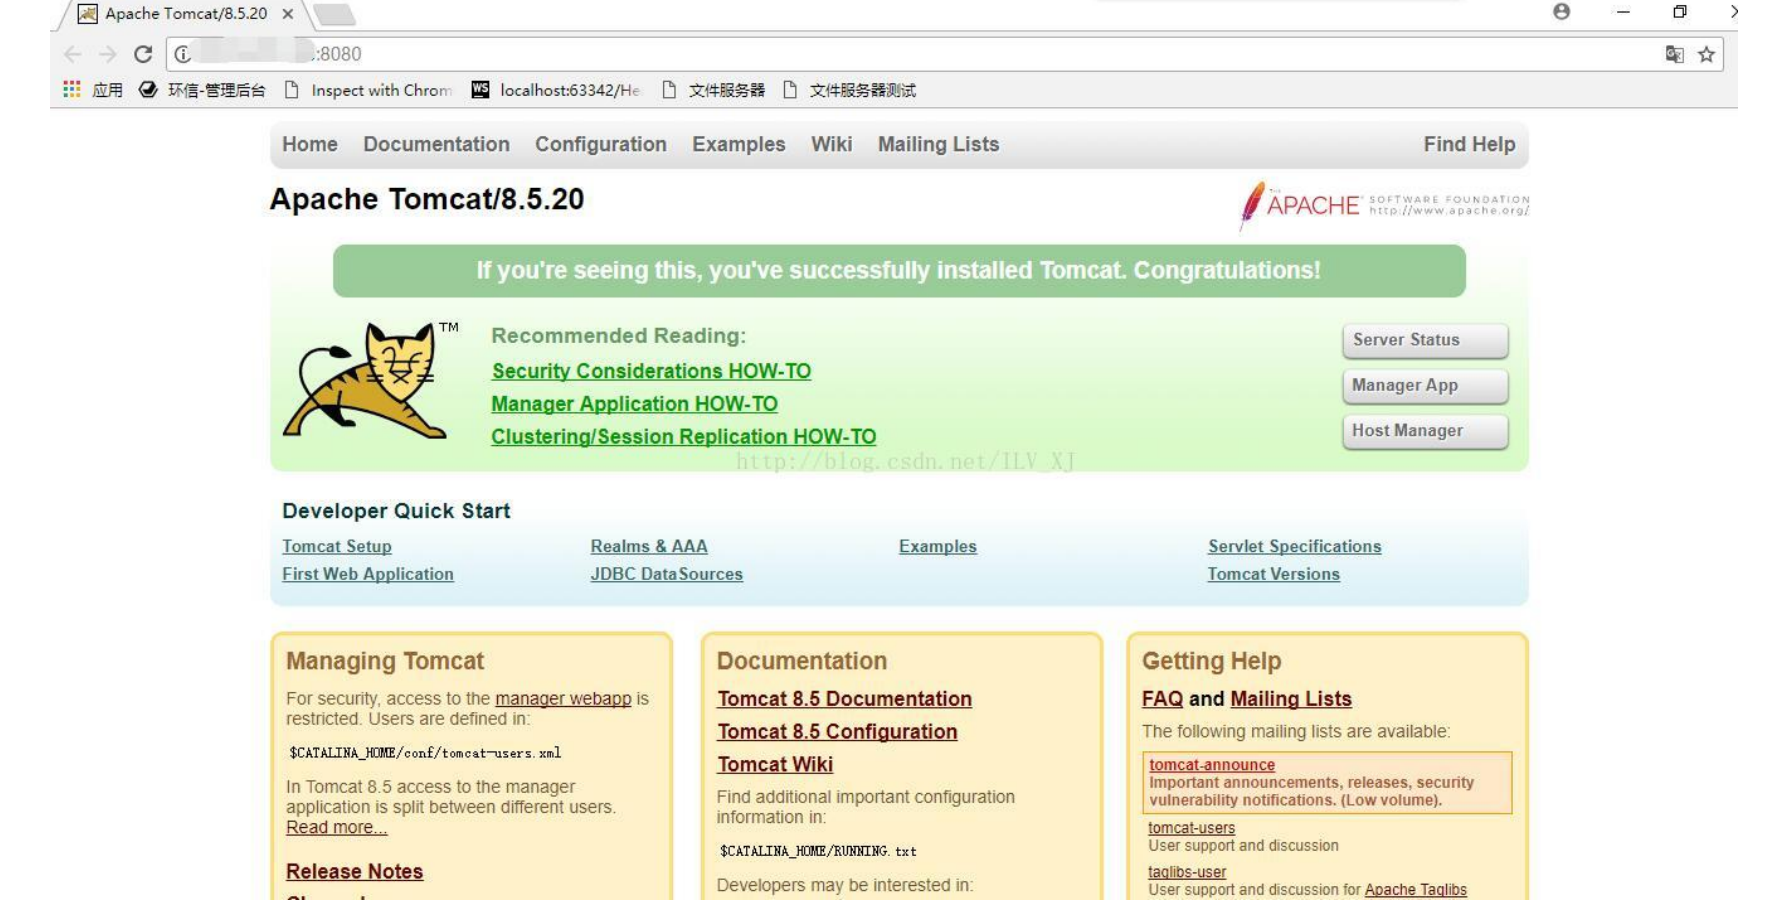 Apache Tomcat/8.5.20
:8080
应用 环信-管理后台 Inspect with Chrom localhost:63342/He 文件服务器 文件服务器测试
Home Documentation Configuration Examples Wiki Mailing Lists Find Help
Apache Tomcat/8.5.20
THE APACHE SOFTWARE FOUNDATION
http://www.apache.org/
If you're seeing this, you've successfully installed Tomcat. Congratulations!
TM
Recommended Reading:
Security Considerations HOW-TO
Manager Application HOW-TO
Clustering/Session Replication HOW-TO
Server Status
Manager App
Host Manager
http://blog.csdn.net/ILV_XJ
Developer Quick Start
Tomcat Setup
First Web Application
Realms & AAA
JDBC DataSources
Examples
Servlet Specifications
Tomcat Versions
Managing Tomcat
For security, access to the manager webapp is
restricted. Users are defined in:
$CATALINA_HOME/conf/tomcat-users.xml
In Tomcat 8.5 access to the manager
application is split between different users.
Read more...
Release Notes
Documentation
Tomcat 8.5 Documentation
Tomcat 8.5 Configuration
Tomcat Wiki
Find additional important configuration
information in:
$CATALINA_HOME/RUNNING.txt
Developers may be interested in:
Getting Help
FAQ and Mailing Lists
The following mailing lists are available:
tomcat-announce
Important announcements, releases, security
vulnerability notifications. (Low volume).
tomcat-users
User support and discussion
taglibs-user
User support and discussion for Apache Taglibs